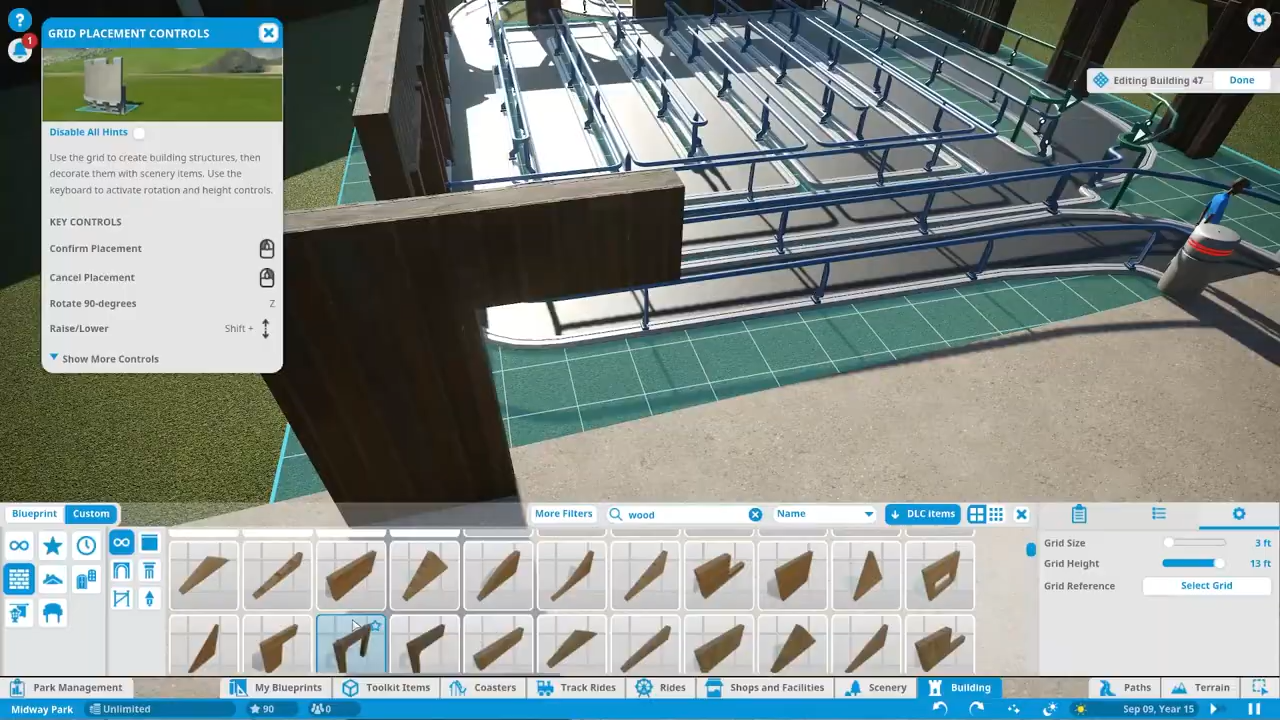 ?
1
GRID PLACEMENT CONTROLS
Disable All Hints
Use the grid to create building structures, then
decorate them with scenery items. Use the
keyboard to activate rotation and height controls.
KEY CONTROLS
Confirm Placement
Cancel Placement
Rotate 90-degrees Z
Raise/Lower Shift +
Show More Controls
Editing Building 47 Done
Blueprint Custom More Filters wood Name DLC items
Grid Size 3 ft
Grid Height 13 ft
Grid Reference Select Grid
Park Management My Blueprints Toolkit Items Coasters Track Rides Rides Shops and Facilities Scenery Building Paths Terrain
Midway Park Unlimited 90 0 Sep 09, Year 15